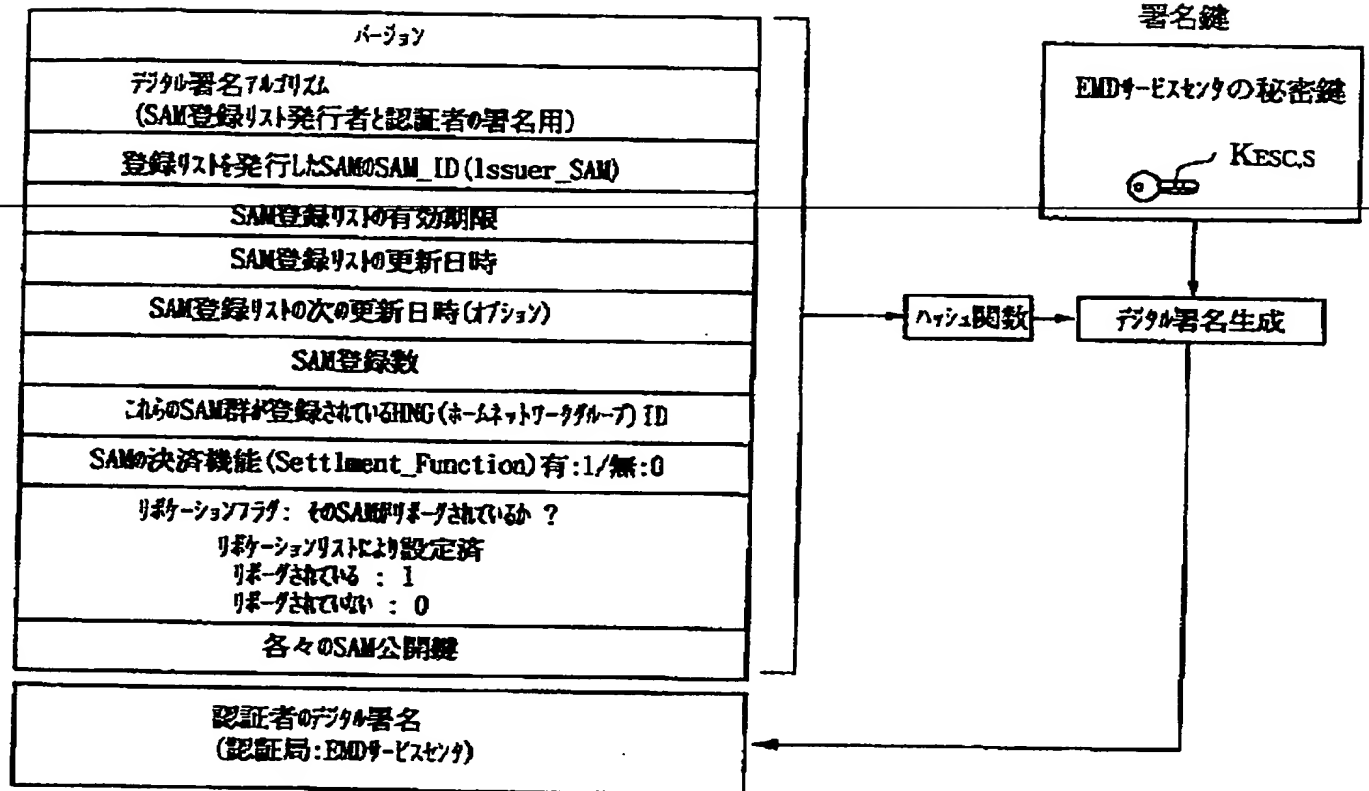 バージョン
デジタル署名アルゴリズム
(SAM登録リスト発行者と認証者の署名用)
登録リストを発行したSAMのSAM_ID(Issuer_SAM)
SAM登録リストの有効期限
SAM登録リストの更新日時
SAM登録リストの次の更新日時(オプション)
SAM登録数
これらのSAM群が登録されているHNG(ホームネットワークグループ)ID
SAMの決済機能(Settlment_Function)有:1/無:0
リボケーションフラグ: そのSAMがリボークされているか ?
リボケーションリストにより設定済
リボークされている : 1
リボークされていない : 0
各々のSAM公開鍵
認証者のデジタル署名
(認証局:EMDサービスセンタ)
署名鍵
EMDサービスセンタの秘密鍵
KESC,S
ハッシュ関数
デジタル署名生成